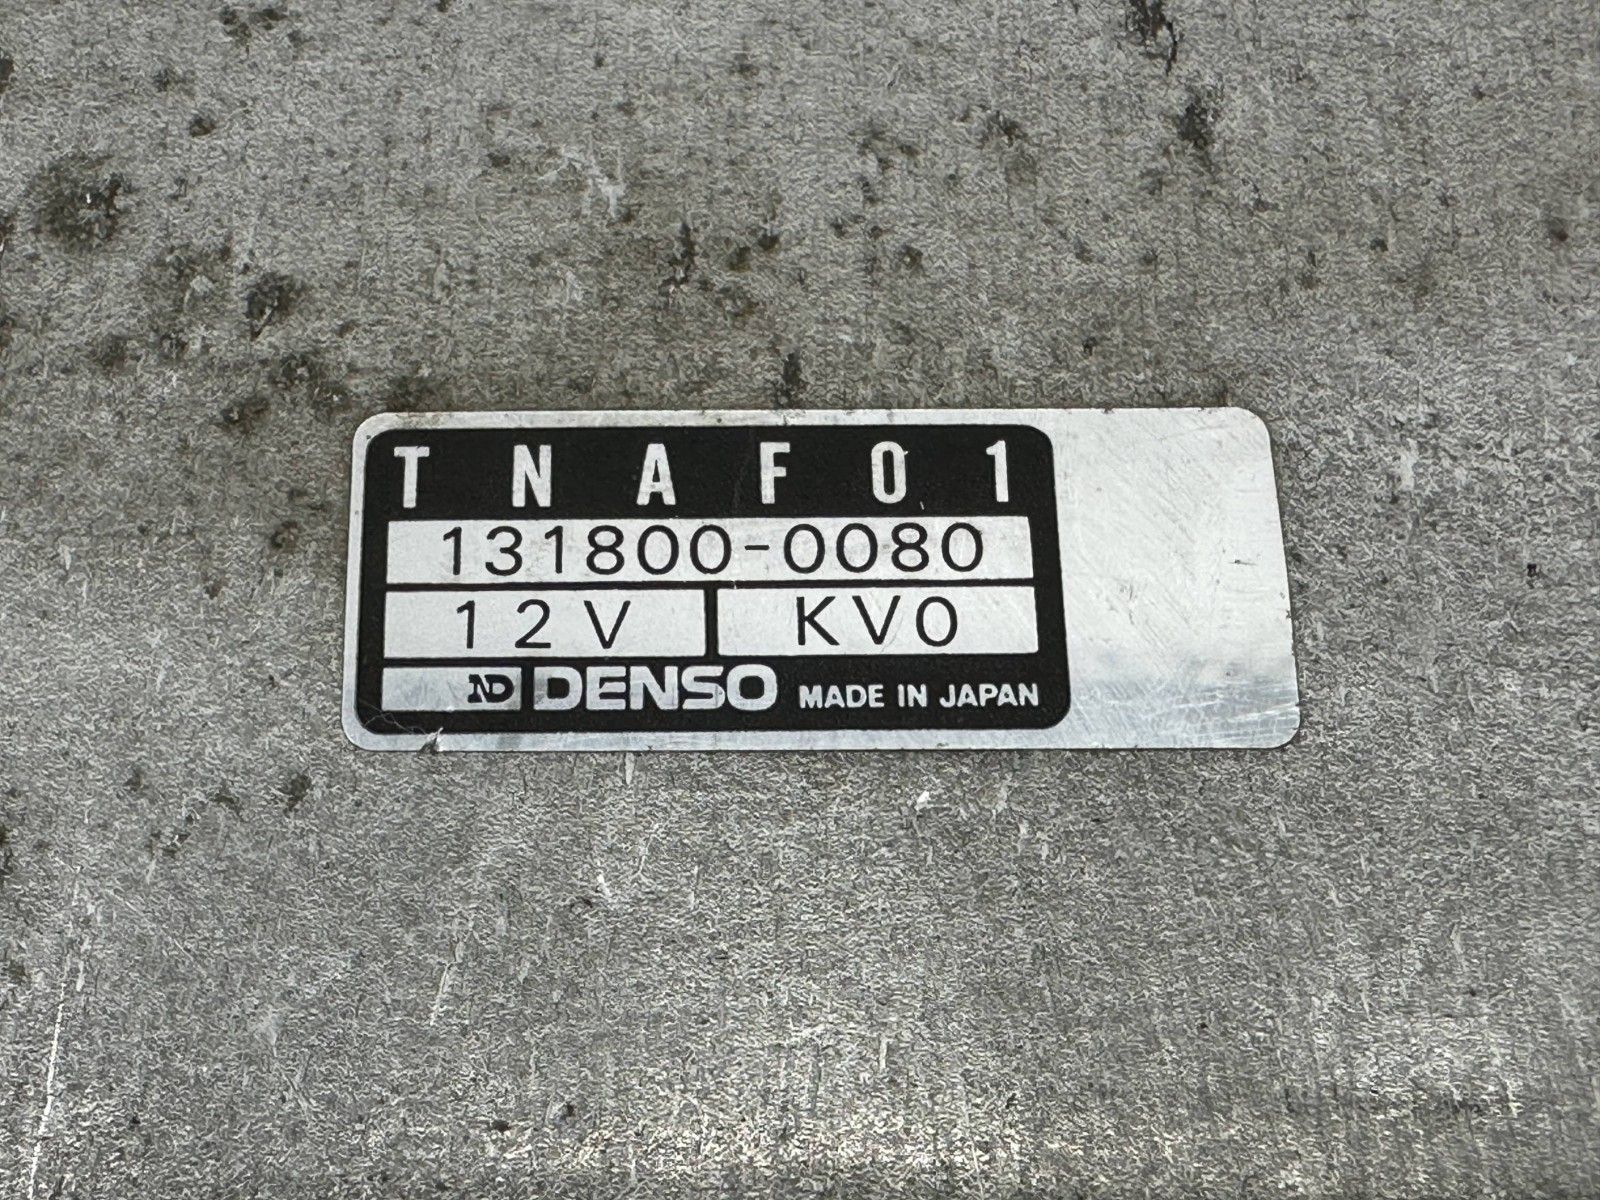 TNAF01
131800-0080
12V KV0
ND DENSO MADE IN JAPAN